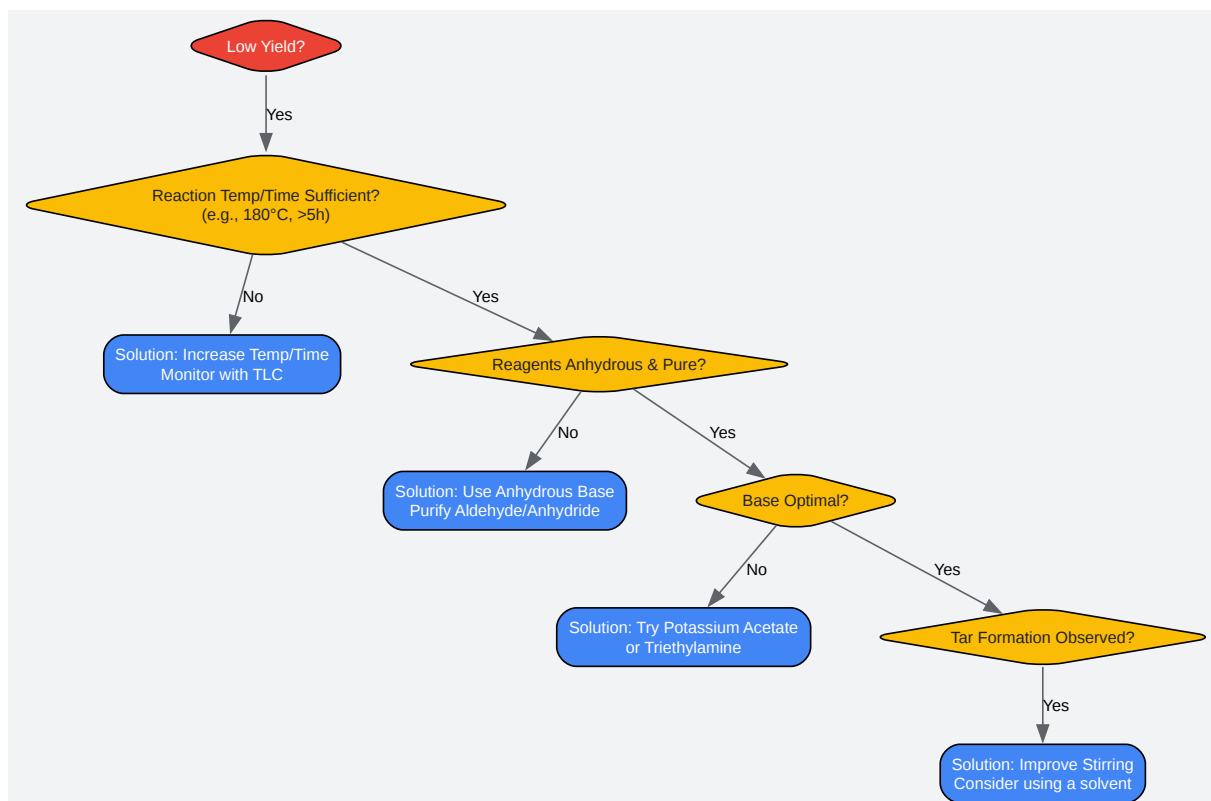 Low Yield?
Yes
Reaction Temp/Time Sufficient?
(e.g., 180°C, >5h)
No
Yes
Solution: Increase Temp/Time
Monitor with TLC
Reagents Anhydrous & Pure?
No
Yes
Solution: Use Anhydrous Base
Purify Aldehyde/Anhydride
Base Optimal?
No
Yes
Solution: Try Potassium Acetate
or Triethylamine
Tar Formation Observed?
Yes
Solution: Improve Stirring
Consider using a solvent